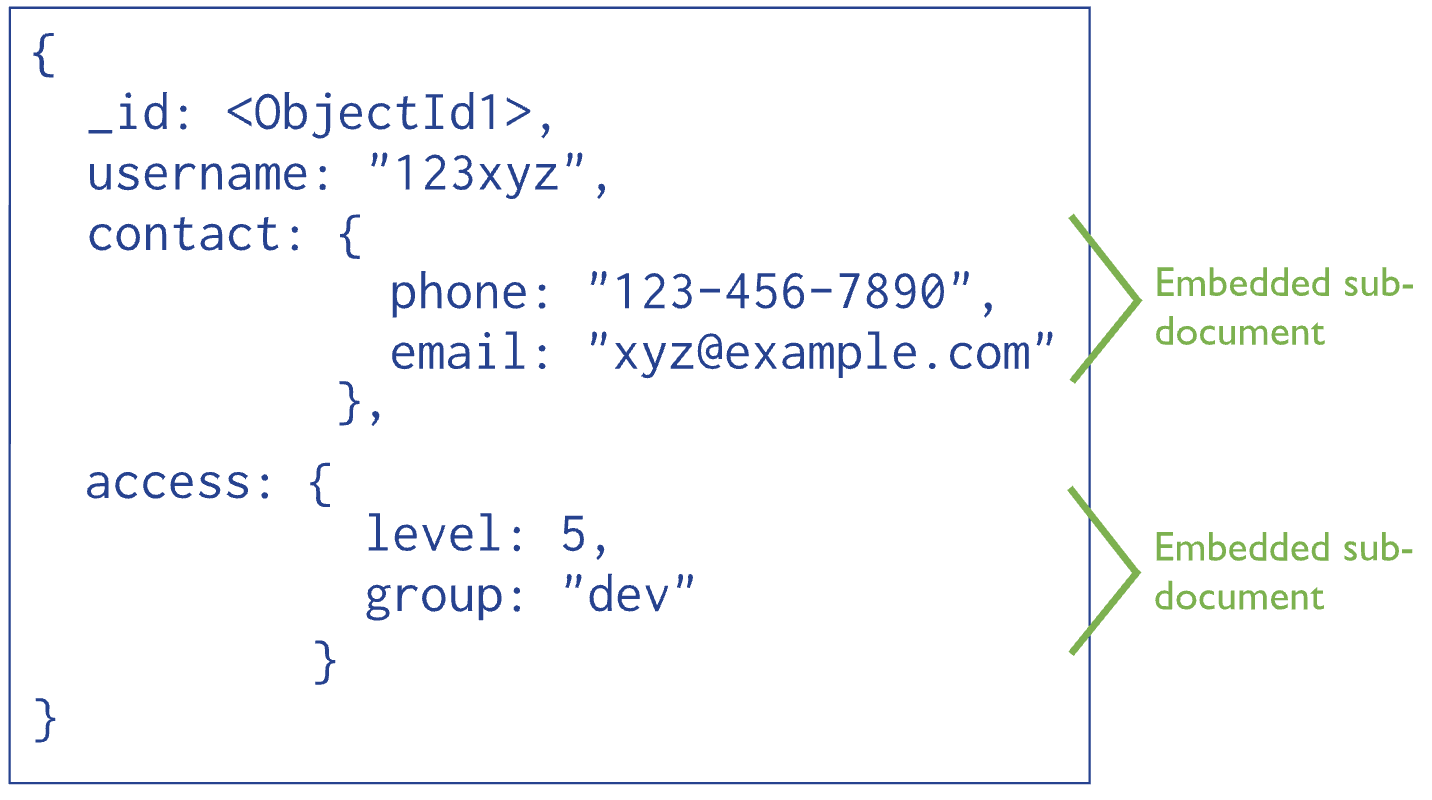 {
_id: <ObjectId1>,
username: "123xyz",
contact: {
phone: "123-456-7890",
email: "xyz@example.com"
},
access: {
level: 5,
group: "dev"
}
}
Embedded sub-
document
Embedded sub-
document